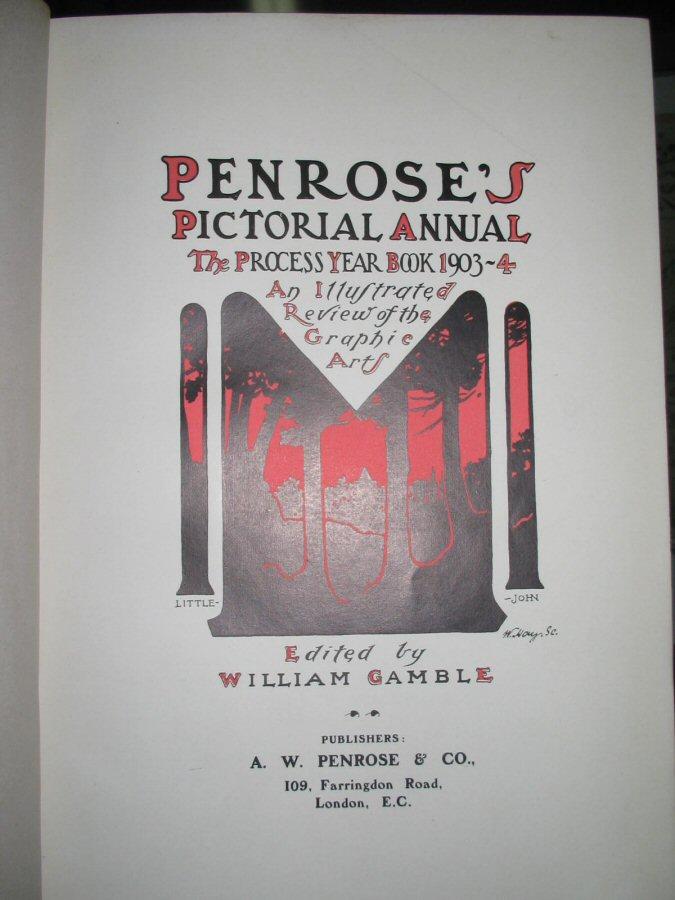 PENROSE'S
PICTORIAL ANNUAL
The PROCESS YEAR BOOK 1903~4
An Illustrated
Review of the
Graphic
Arts
LITTLE-
-JOHN
W. Hay. Sc.
Edited by
WILLIAM GAMBLE
PUBLISHERS:
A. W. PENROSE & CO.,
109, Farringdon Road,
London, E.C.